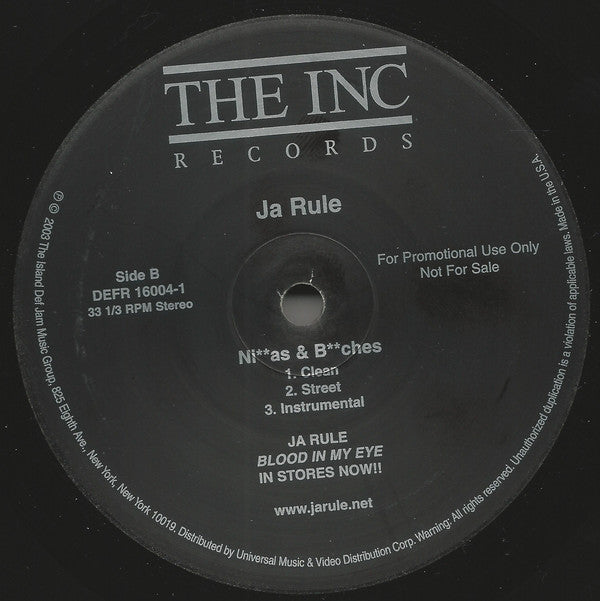 THE INC
RECORDS
Ja Rule
Side B
DEFR 16004-1
33 1/3 RPM Stereo
For Promotional Use Only
Not For Sale
Ni**as & B**ches
1. Clean
2. Street
3. Instrumental
JA RULE
BLOOD IN MY EYE
IN STORES NOW!!
www.jarule.net
℗ © 2003 The Island Def Jam Music Group, 825 Eighth Ave., New York, New York 10019. Distributed by Universal Music & Video Distribution Corp. Warning: All rights reserved. Unauthorized duplication is a violation of applicable laws. Made in the U.S.A.